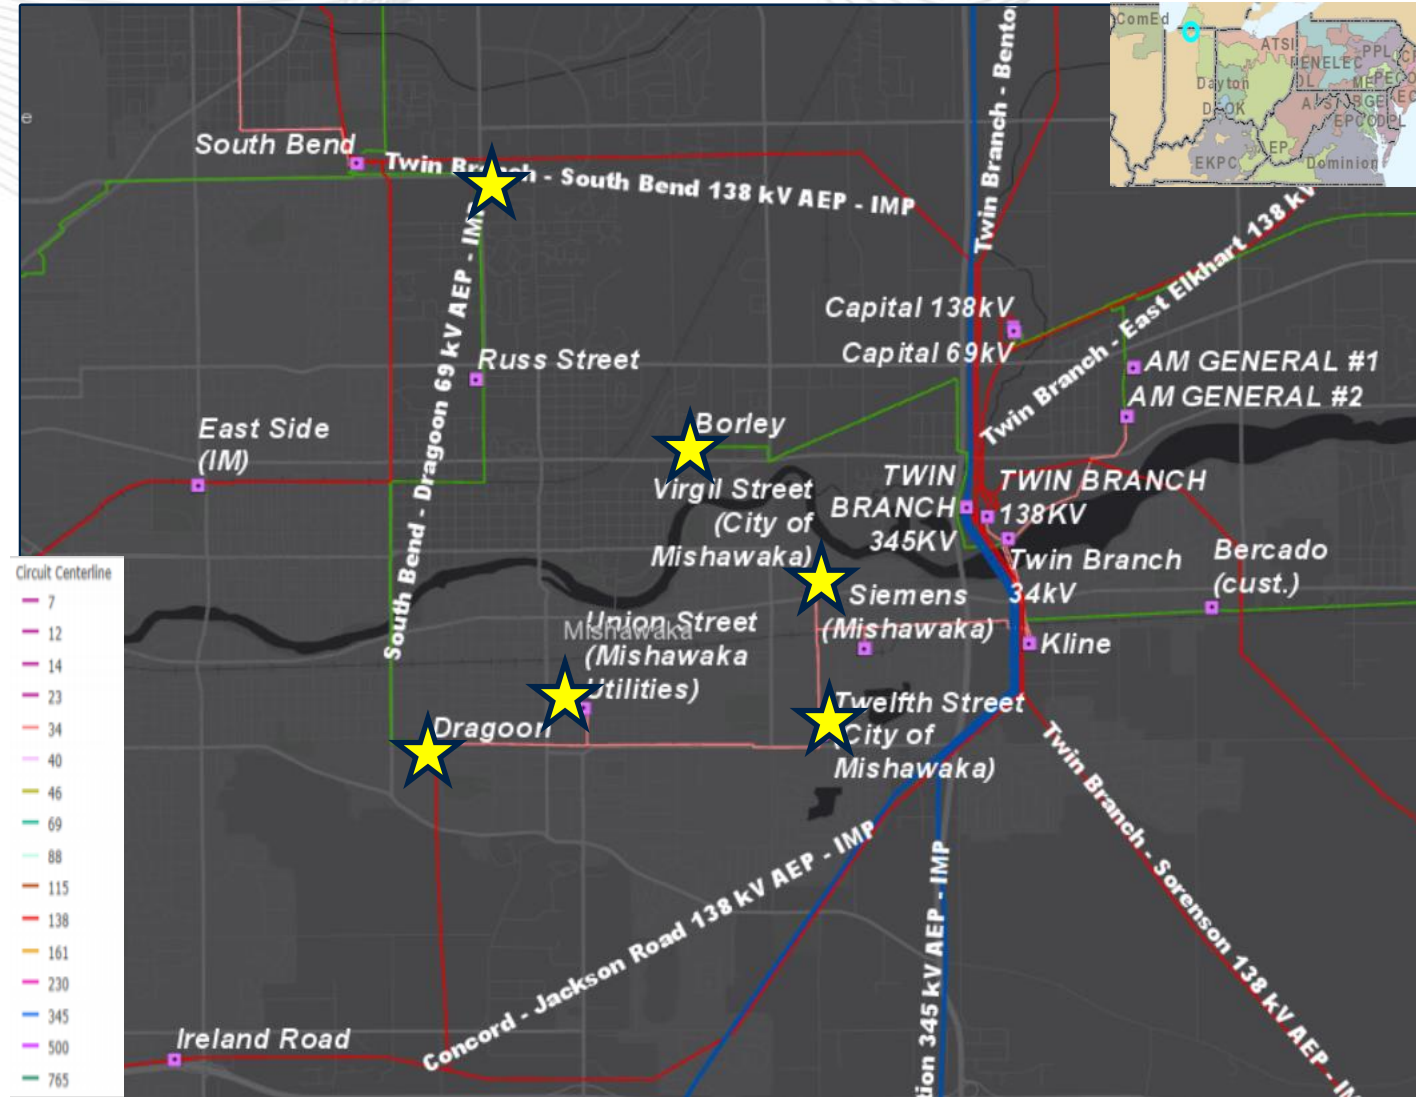 ComEd
ATSI
PENELEC
PPL
Dayton
DL
ME
PECO
BGE
DEOK
EPCO
DPL
AEP
EKPC
Dominion
e
South Bend
Twin Branch - South Bend 138 kV AEP - IMP
Twin Branch - Bento
South Bend - Dragoon 69 kV AEP - IMP
Twin Branch - East Elkhart 138 kV
Capital 138kV
Capital 69kV
Russ Street
AM GENERAL #1
AM GENERAL #2
East Side
(IM)
Borley
Virgil Street
(City of
Mishawaka)
TWIN
BRANCH
345KV
TWIN BRANCH
138KV
Twin Branch
34kV
Bercado
(cust.)
Siemens
(Mishawaka)
Mishawaka
Union Street
(Mishawaka
Utilities)
Kline
Twelfth Street
(City of
Mishawaka)
Dragoon
Twin Branch - Sorenson 138 kV AEP - IM
Concord - Jackson Road 138 kV AEP - IMP
tion 345 kV AEP - IMP
Ireland Road
Circuit Centerline
7
12
14
23
34
40
46
69
88
115
138
161
230
345
500
765